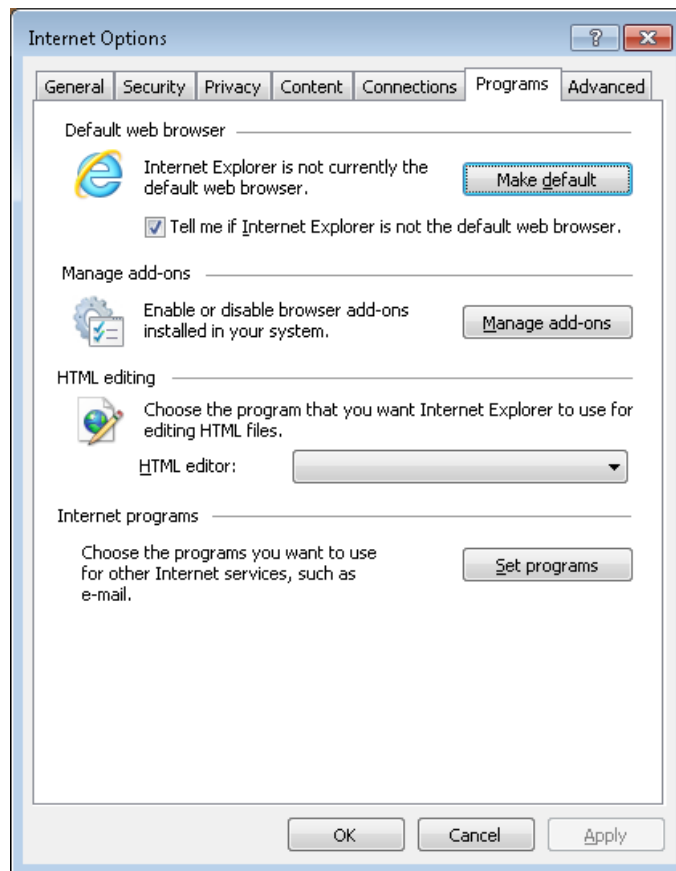 Internet Options
General Security Privacy Content Connections Programs Advanced
Default web browser
Internet Explorer is not currently the
default web browser.
Make default
Tell me if Internet Explorer is not the default web browser.
Manage add-ons
Enable or disable browser add-ons
installed in your system.
Manage add-ons
HTML editing
Choose the program that you want Internet Explorer to use for
editing HTML files.
HTML editor:
Internet programs
Choose the programs you want to use
for other Internet services, such as
e-mail.
Set programs
OK Cancel Apply